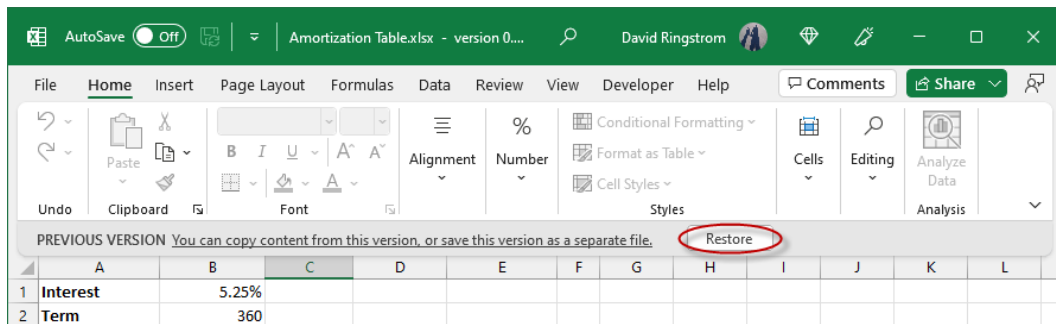 AutoSave Off Amortization Table.xlsx - version 0.... David Ringstrom
File Home Insert Page Layout Formulas Data Review View Developer Help Comments Share
Paste B I U A A Alignment % Number Conditional Formatting Format as Table Cell Styles Cells Editing Analyze Data
Undo Clipboard Font Styles Analysis
PREVIOUS VERSION You can copy content from this version, or save this version as a separate file. Restore
A B C D E F G H I J K L
1 Interest 5.25%
2 Term 360